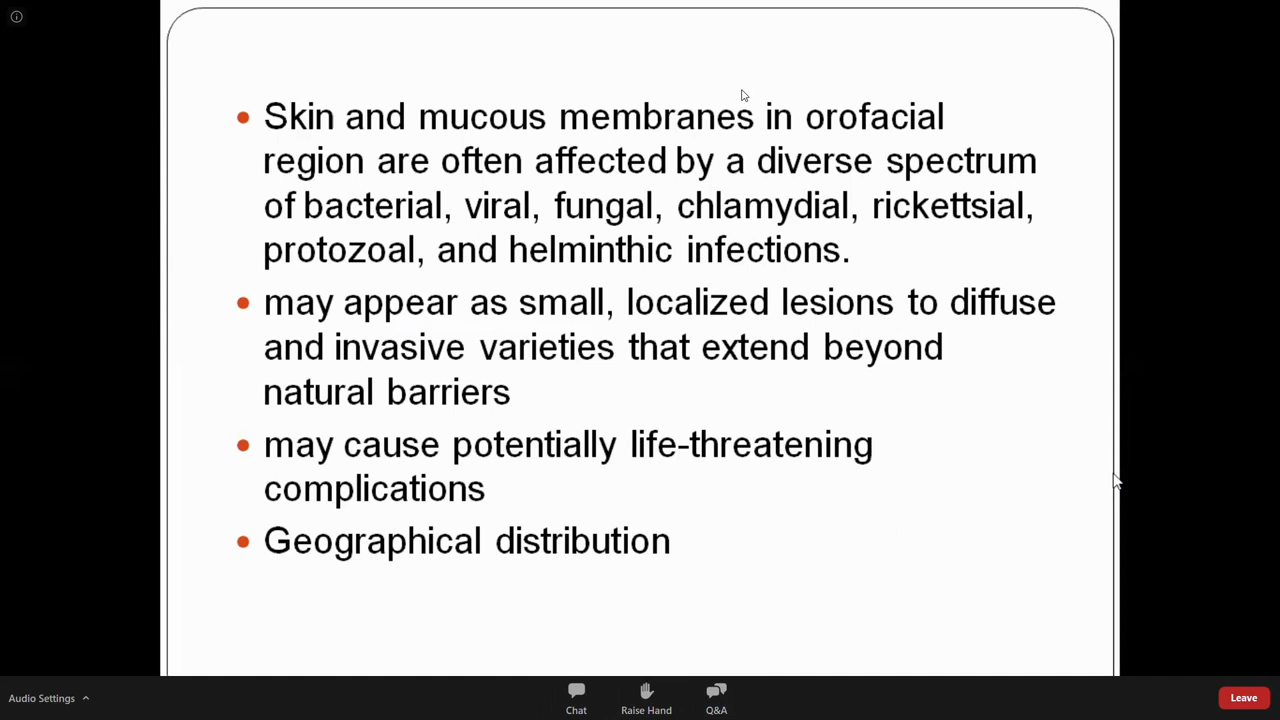 Skin and mucous membranes in orofacial
region are often affected by a diverse spectrum
of bacterial, viral, fungal, chlamydial, rickettsial,
protozoal, and helminthic infections.
may appear as small, localized lesions to diffuse
and invasive varieties that extend beyond
natural barriers
may cause potentially life-threatening
complications
Geographical distribution
Audio Settings
Chat
Raise Hand
Q&A
Leave